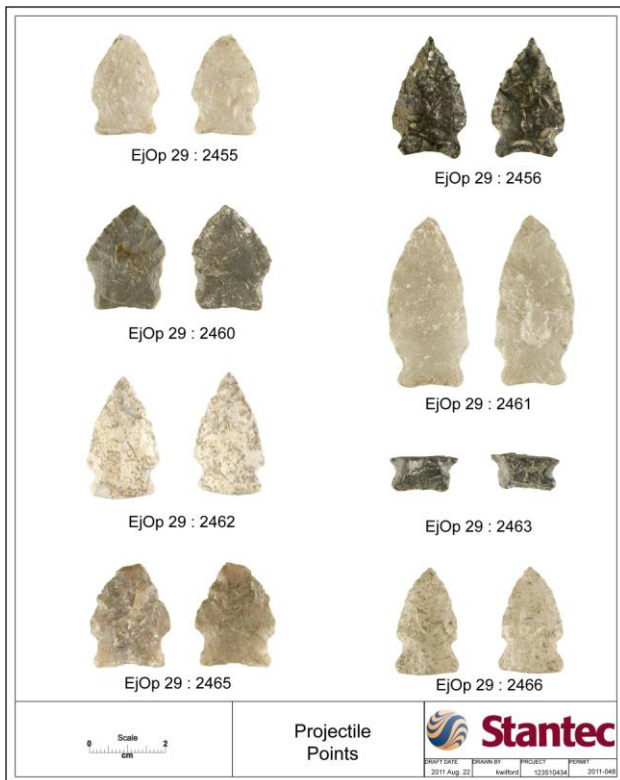 EjOp 29 : 2455
EjOp 29 : 2456
EjOp 29 : 2460
EjOp 29 : 2461
EjOp 29 : 2462
EjOp 29 : 2463
EjOp 29 : 2465
EjOp 29 : 2466
Scale
0 2
cm
Projectile
Points
Stantec
DRAFT DATE DRAWN BY PROJECT PERMIT
2011 Aug. 22 kwilford 123510434 2011-048